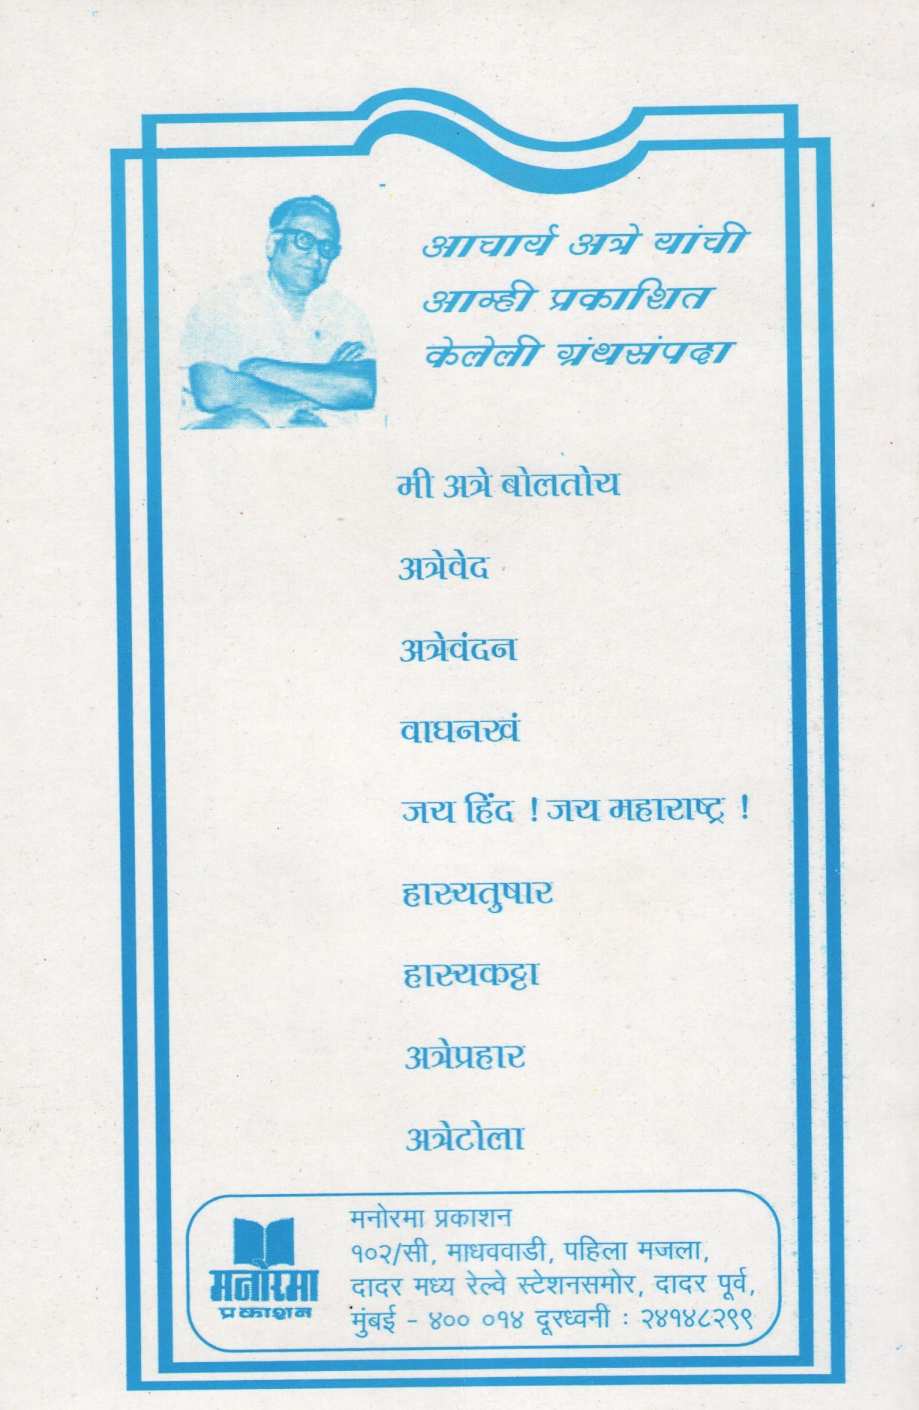 आचार्य अत्रे यांची
आम्ही प्रकाशित
केलेली ग्रंथसंपदा
मी अत्रे बोलतोय
अत्रेवेद
अत्रेवंदन
वाघनखं
जय हिंद ! जय महाराष्ट्र !
हास्यतुषार
हास्यकट्टा
अत्रेप्रहार
अत्रेटोला
मनोरमा
प्रकाशन
मनोरमा प्रकाशन
१०२/सी, माधववाडी, पहिला मजला,
दादर मध्य रेल्वे स्टेशनसमोर, दादर पूर्व,
मुंबई - ४०० ०१४ दूरध्वनी : २४१४८२९९